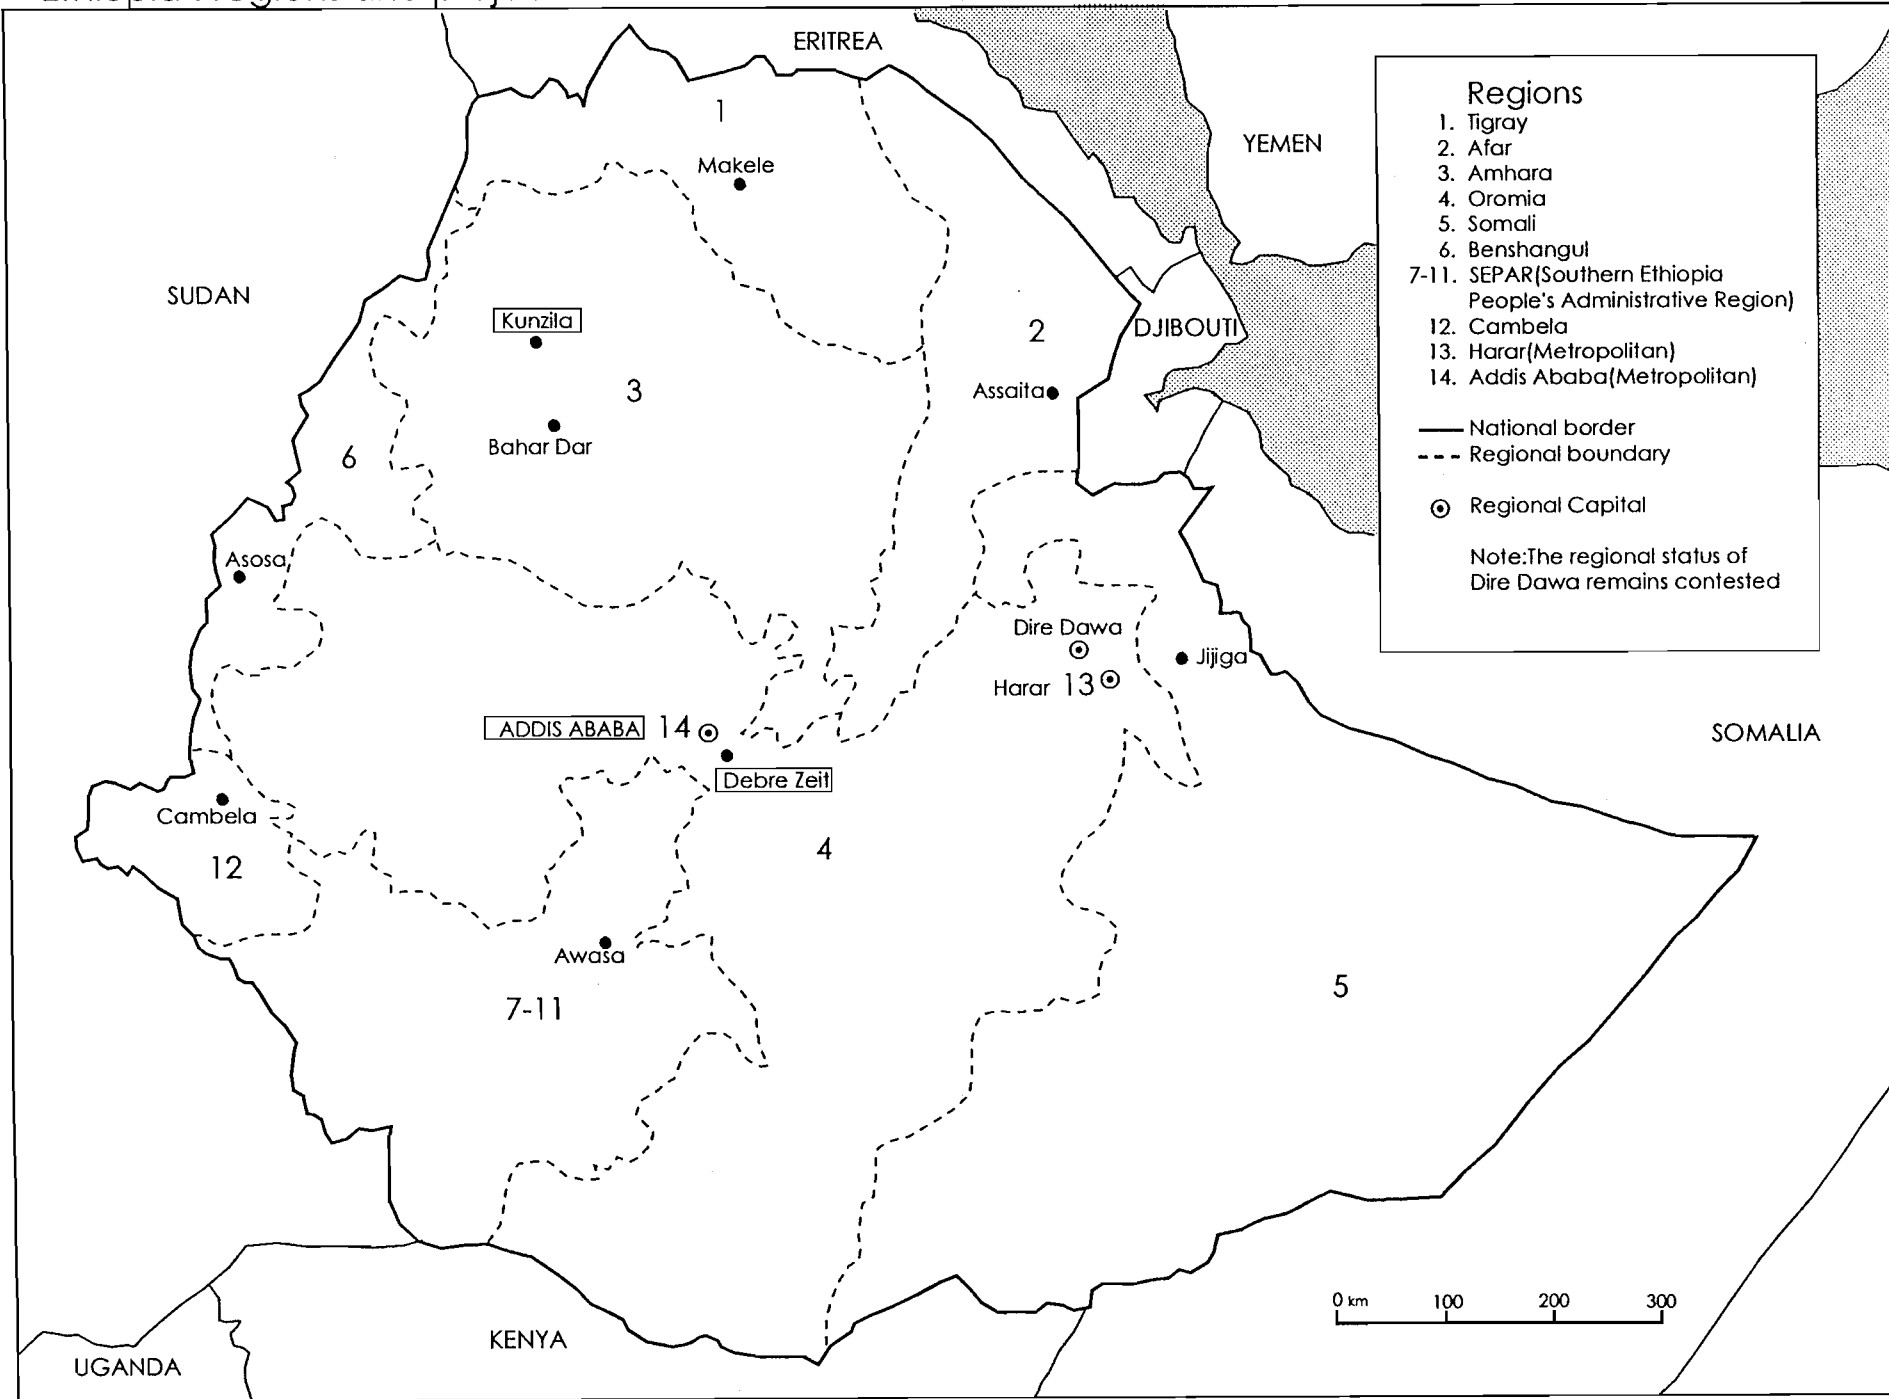 ERITREA
1
Makele
YEMEN
SUDAN
Kunzila
3
Bahar Dar
2
DJIBOUTI
Assaita
6
Asosa
Dire Dawa
Harar 13
Jijiga
ADDIS ABABA 14
Debre Zeit
SOMALIA
Cambela
12
4
Awasa
7-11
5
KENYA
UGANDA
Regions
1. Tigray
2. Afar
3. Amhara
4. Oromia
5. Somali
6. Benshangul
7-11. SEPAR(Southern Ethiopia
People's Administrative Region)
12. Cambela
13. Harar(Metropolitan)
14. Addis Ababa(Metropolitan)
National border
Regional boundary
Regional Capital
Note:The regional status of
Dire Dawa remains contested
0 km 100 200 300